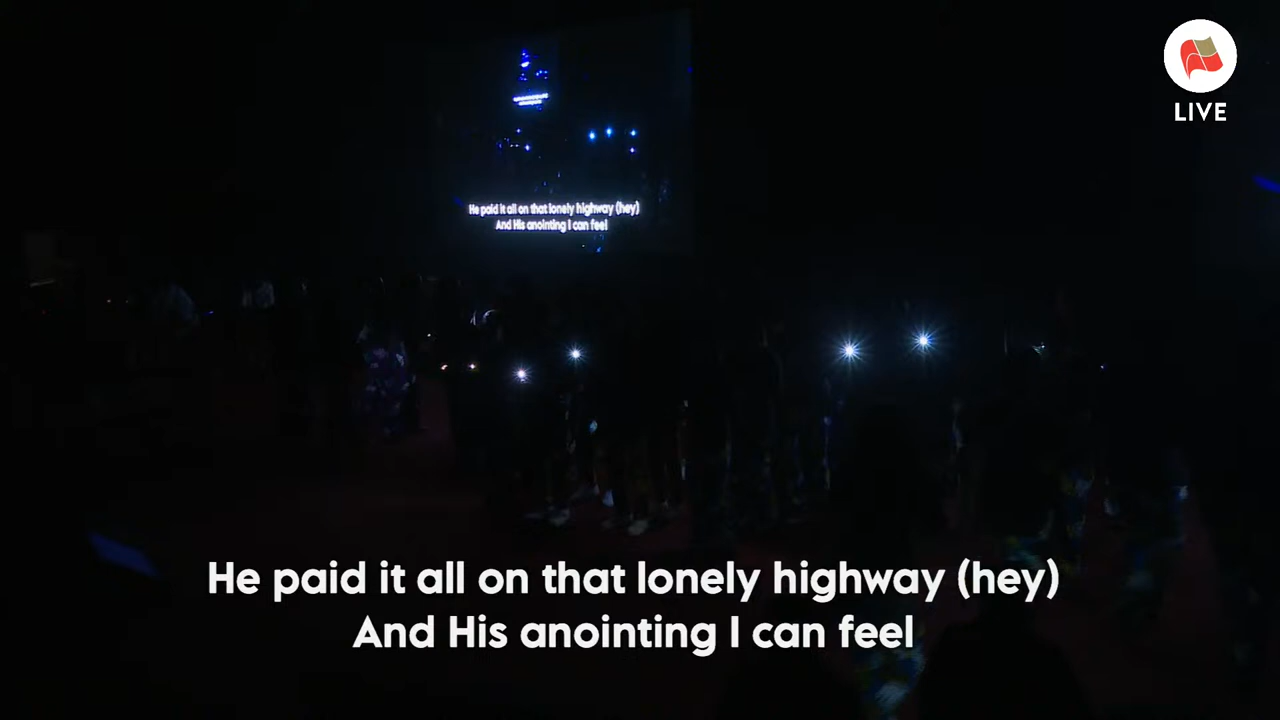 LIVE
He paid it all on that lonely highway (hey)
And His anointing I can feel
He paid it all on that lonely highway (hey)
And His anointing I can feel